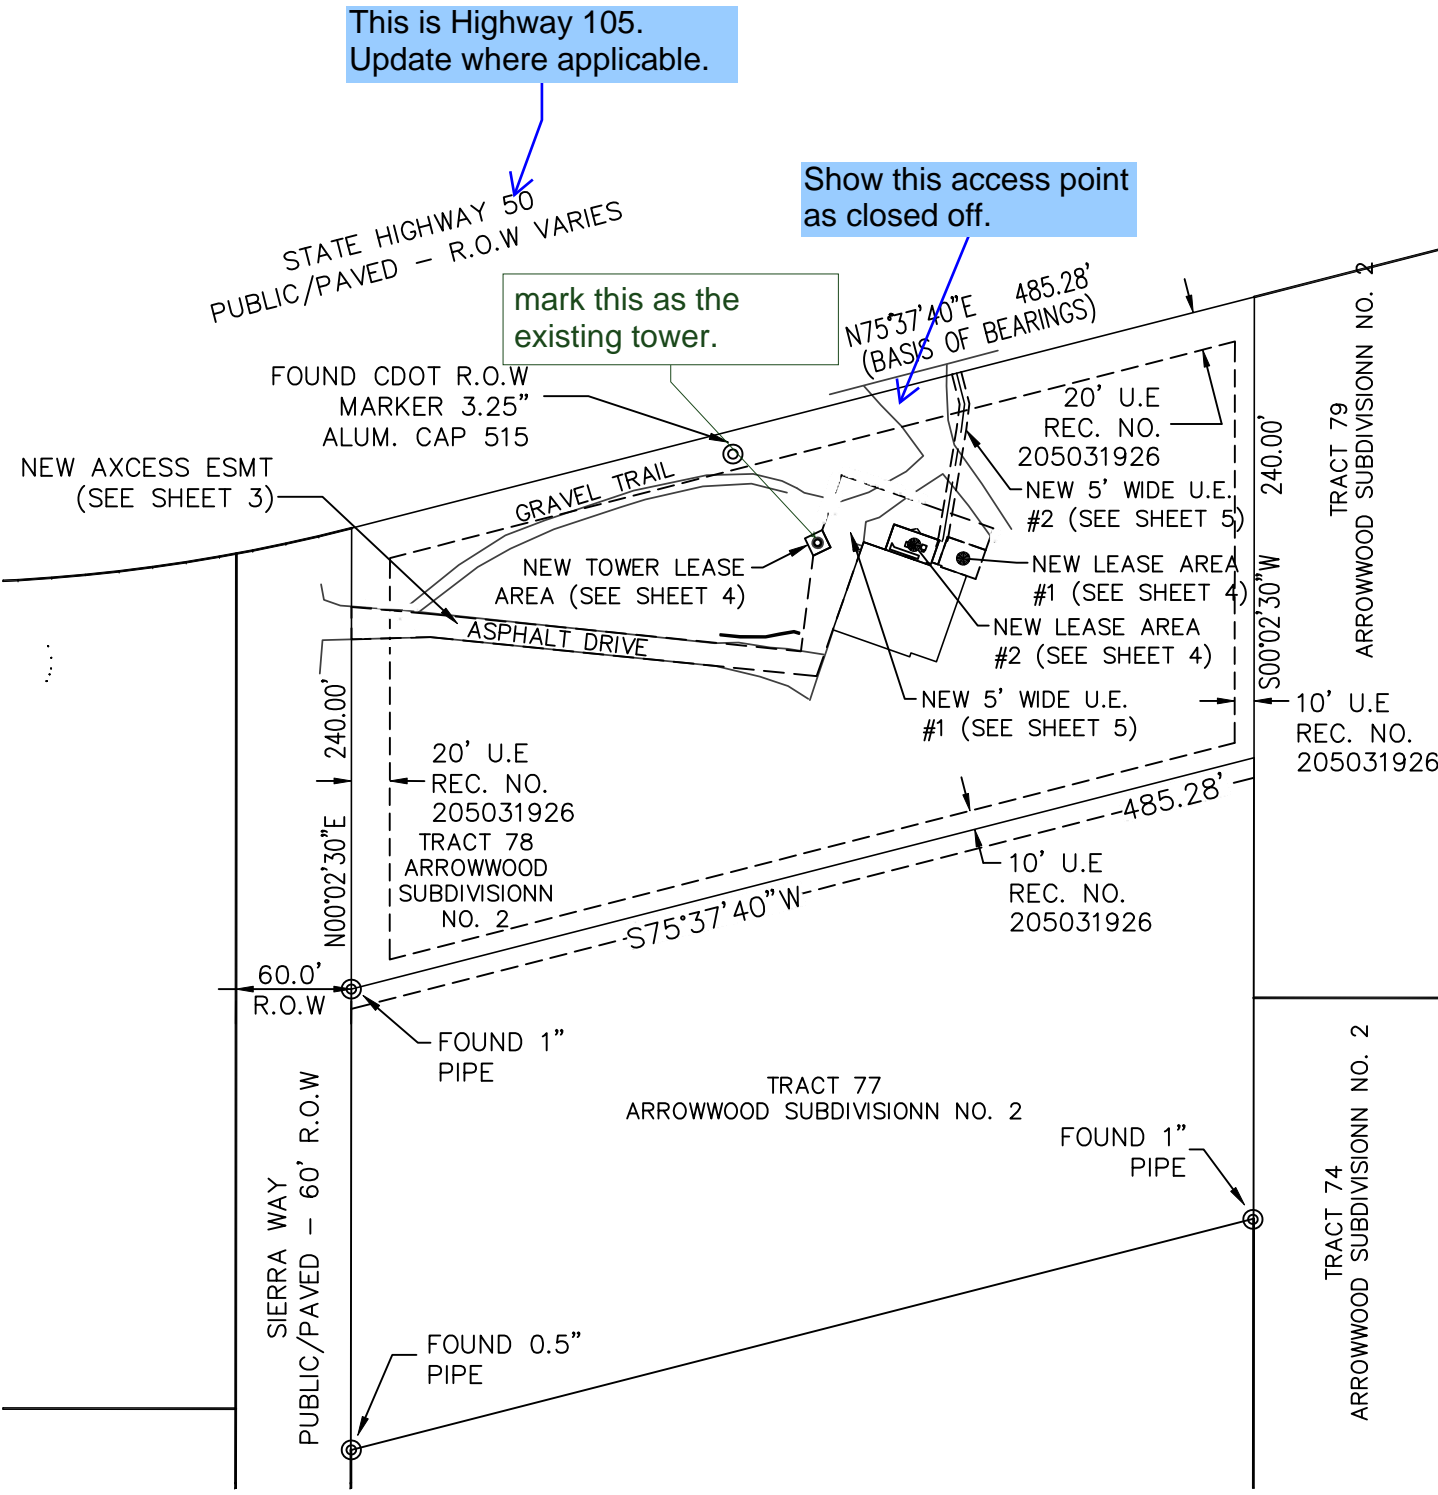 This is Highway 105.
Update where applicable.
STATE HIGHWAY 50
PUBLIC/PAVED – R.O.W VARIES
Show this access point
as closed off.
mark this as the
existing tower.
N75°37'40"E 485.28'
(BASIS OF BEARINGS)
FOUND CDOT R.O.W
MARKER 3.25"
ALUM. CAP 515
NEW AXCESS ESMT
(SEE SHEET 3)
GRAVEL TRAIL
20' U.E
REC. NO.
205031926
NEW 5' WIDE U.E.
#2 (SEE SHEET 5)
NEW TOWER LEASE
AREA (SEE SHEET 4)
NEW LEASE AREA
#1 (SEE SHEET 4)
ASPHALT DRIVE
NEW LEASE AREA
#2 (SEE SHEET 4)
NEW 5' WIDE U.E.
#1 (SEE SHEET 5)
S00°02'30"W 240.00'
TRACT 79
ARROWWOOD SUBDIVISIONN NO. 2
10' U.E
REC. NO.
205031926
N00°02'30"E 240.00'
20' U.E
REC. NO.
205031926
TRACT 78
ARROWWOOD
SUBDIVISIONN
NO. 2
S75°37'40"W 485.28'
10' U.E
REC. NO.
205031926
60.0'
R.O.W
FOUND 1"
PIPE
TRACT 77
ARROWWOOD SUBDIVISIONN NO. 2
FOUND 1"
PIPE
SIERRA WAY
PUBLIC/PAVED – 60' R.O.W
FOUND 0.5"
PIPE
TRACT 74
ARROWWOOD SUBDIVISIONN NO. 2